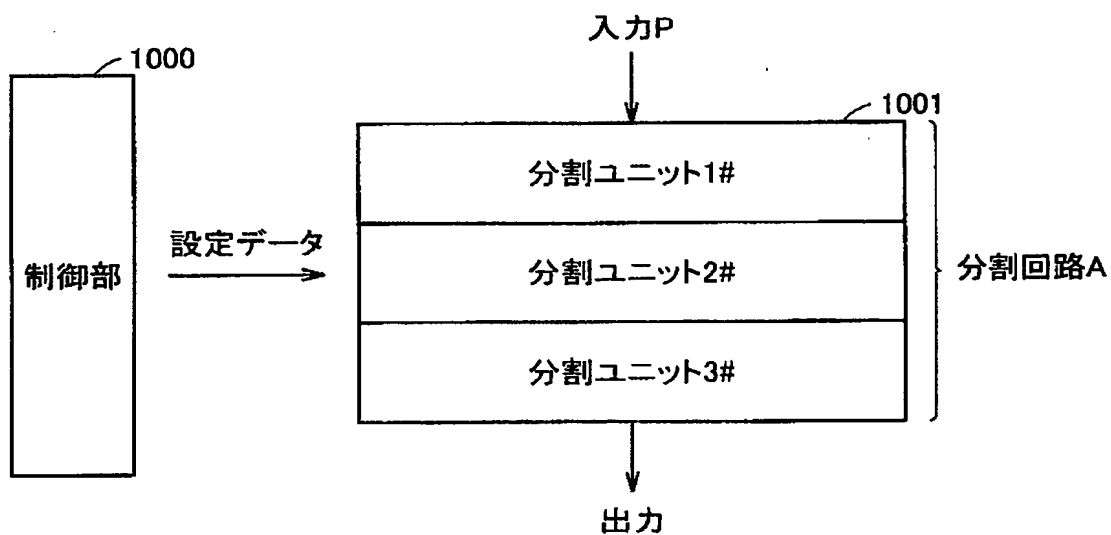 入力P
1000
1001
分割ユニット1#
設定データ
制御部
分割ユニット2#
分割回路A
分割ユニット3#
出力